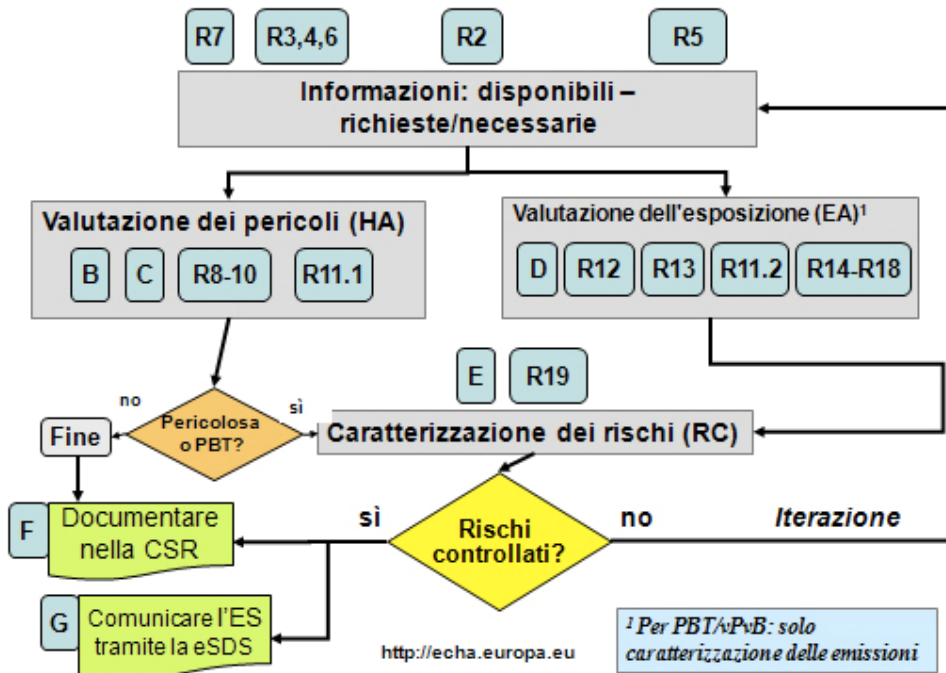 R7
R3,4,6
R2
R5
Informazioni: disponibili –
richieste/necessarie
Valutazione dei pericoli (HA)
B
C
R8-10
R11.1
Valutazione dell'esposizione (EA)¹
D
R12
R13
R11.2
R14-R18
E
R19
no
Pericolosa
o PBT?
sì
Fine
Caratterizzazione dei rischi (RC)
F
Documentare
nella CSR
sì
Rischi
controllati?
no
Iterazione
G
Comunicare l'ES
tramite la eSDS
http://echa.europa.eu
¹ Per PBT/vPvB: solo
caratterizzazione delle emissioni